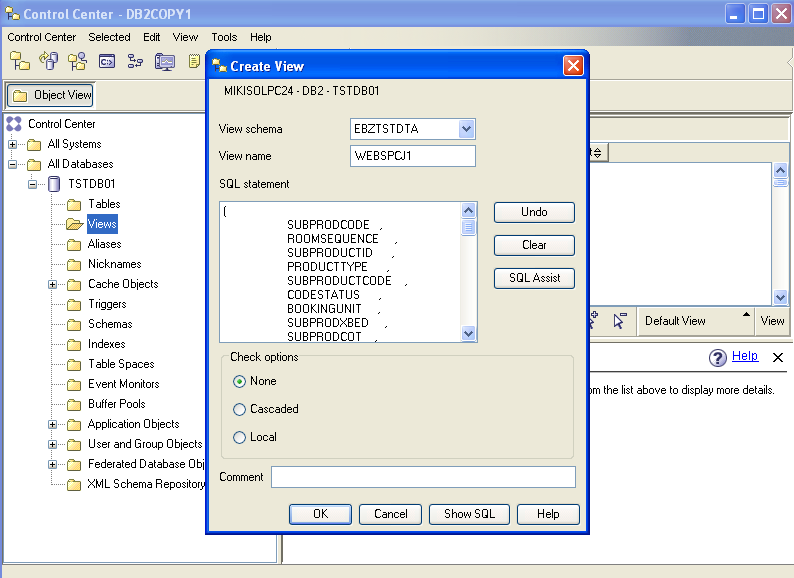 Control Center - DB2COPY1
Control Center Selected Edit View Tools Help
Object View
Control Center
All Systems
All Databases
TSTDB01
Tables
Views
Aliases
Nicknames
Cache Objects
Triggers
Schemas
Indexes
Table Spaces
Event Monitors
Buffer Pools
Application Objects
User and Group Objects
Federated Database Obj
XML Schema Repository
Create View
MIKISOLPC24 - DB2 - TSTDB01
View schema EBZTSTDTA
View name WEBSPCJ1
SQL statement
(
SUBPRODCODE ,
ROOMSEQUENCE ,
SUBPRODUCTID ,
PRODUCTTYPE ,
SUBPRODUCTCODE ,
CODESTATUS ,
BOOKINGUNIT ,
SUBPRODXBED ,
SUBPRODCOT ,
Undo
Clear
SQL Assist
Check options
None
Cascaded
Local
Comment
OK Cancel Show SQL Help
Default View View
Help
from the list above to display more details.